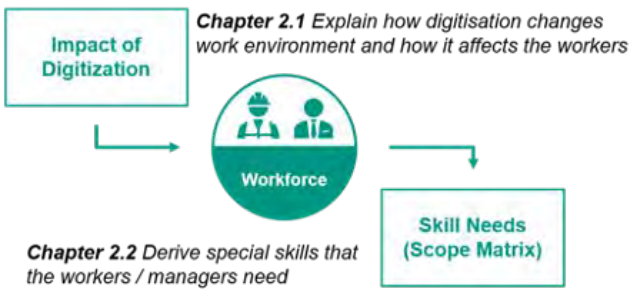 Chapter 2.1 Explain how digitisation changes
work environment and how it affects the workers
Impact of
Digitization
Workforce
Skill Needs
(Scope Matrix)
Chapter 2.2 Derive special skills that
the workers / managers need